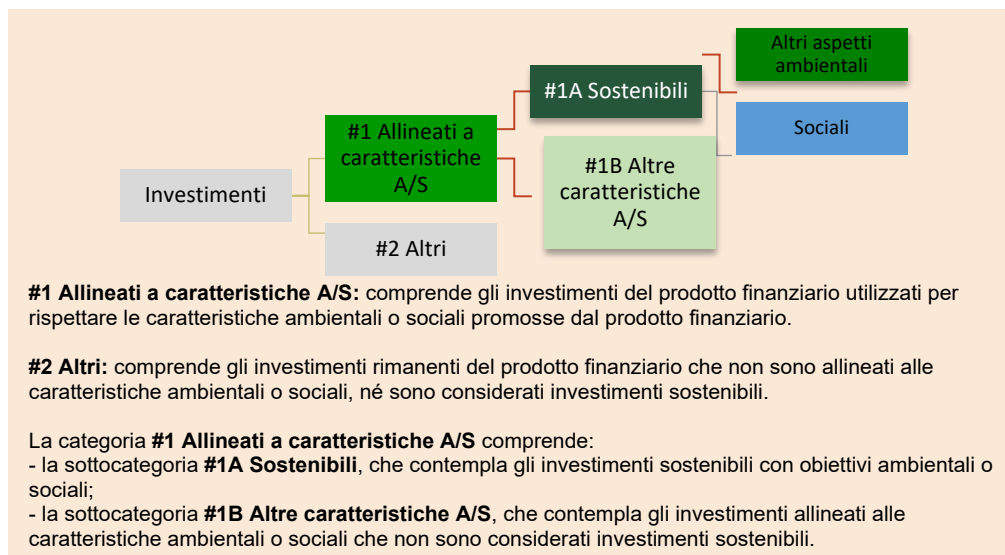 Altri aspetti
ambientali
#1A Sostenibili
Sociali
#1 Allineati a
caratteristiche
A/S
#1B Altre
caratteristiche
A/S
Investimenti
#2 Altri
#1 Allineati a caratteristiche A/S: comprende gli investimenti del prodotto finanziario utilizzati per
rispettare le caratteristiche ambientali o sociali promosse dal prodotto finanziario.
#2 Altri: comprende gli investimenti rimanenti del prodotto finanziario che non sono allineati alle
caratteristiche ambientali o sociali, né sono considerati investimenti sostenibili.
La categoria #1 Allineati a caratteristiche A/S comprende:
- la sottocategoria #1A Sostenibili, che contempla gli investimenti sostenibili con obiettivi ambientali o
sociali;
- la sottocategoria #1B Altre caratteristiche A/S, che contempla gli investimenti allineati alle
caratteristiche ambientali o sociali che non sono considerati investimenti sostenibili.